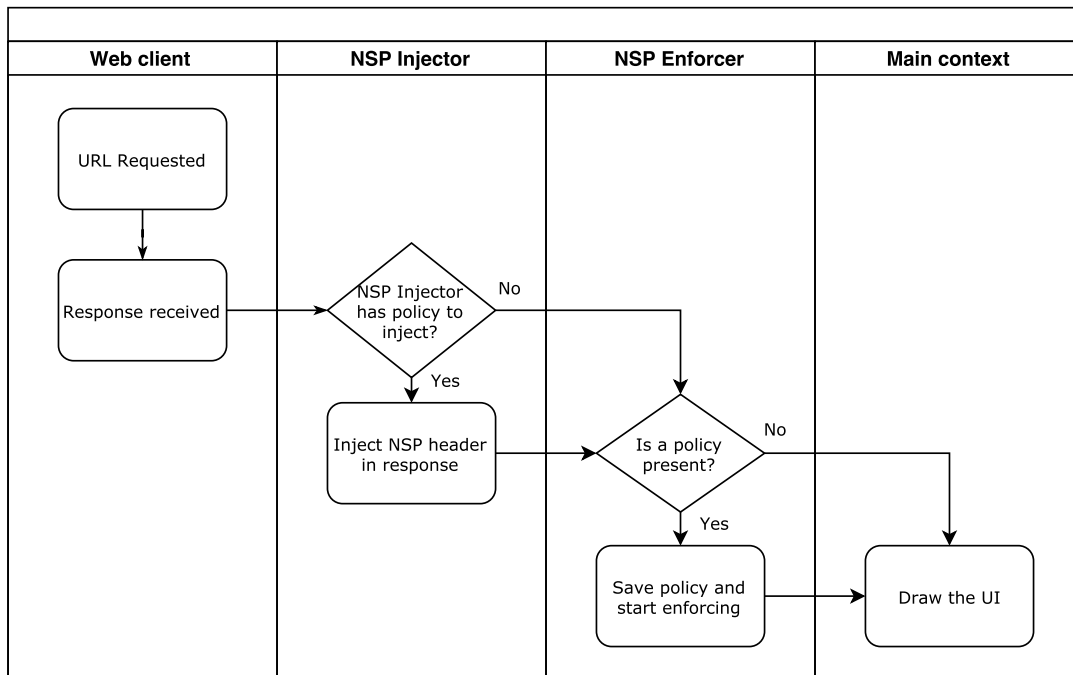 Web client
NSP Injector
NSP Enforcer
Main context
URL Requested
Response received
NSP Injector
has policy to
inject?
No
Yes
Inject NSP header
in response
Is a policy
present?
No
Yes
Save policy and
start enforcing
Draw the UI